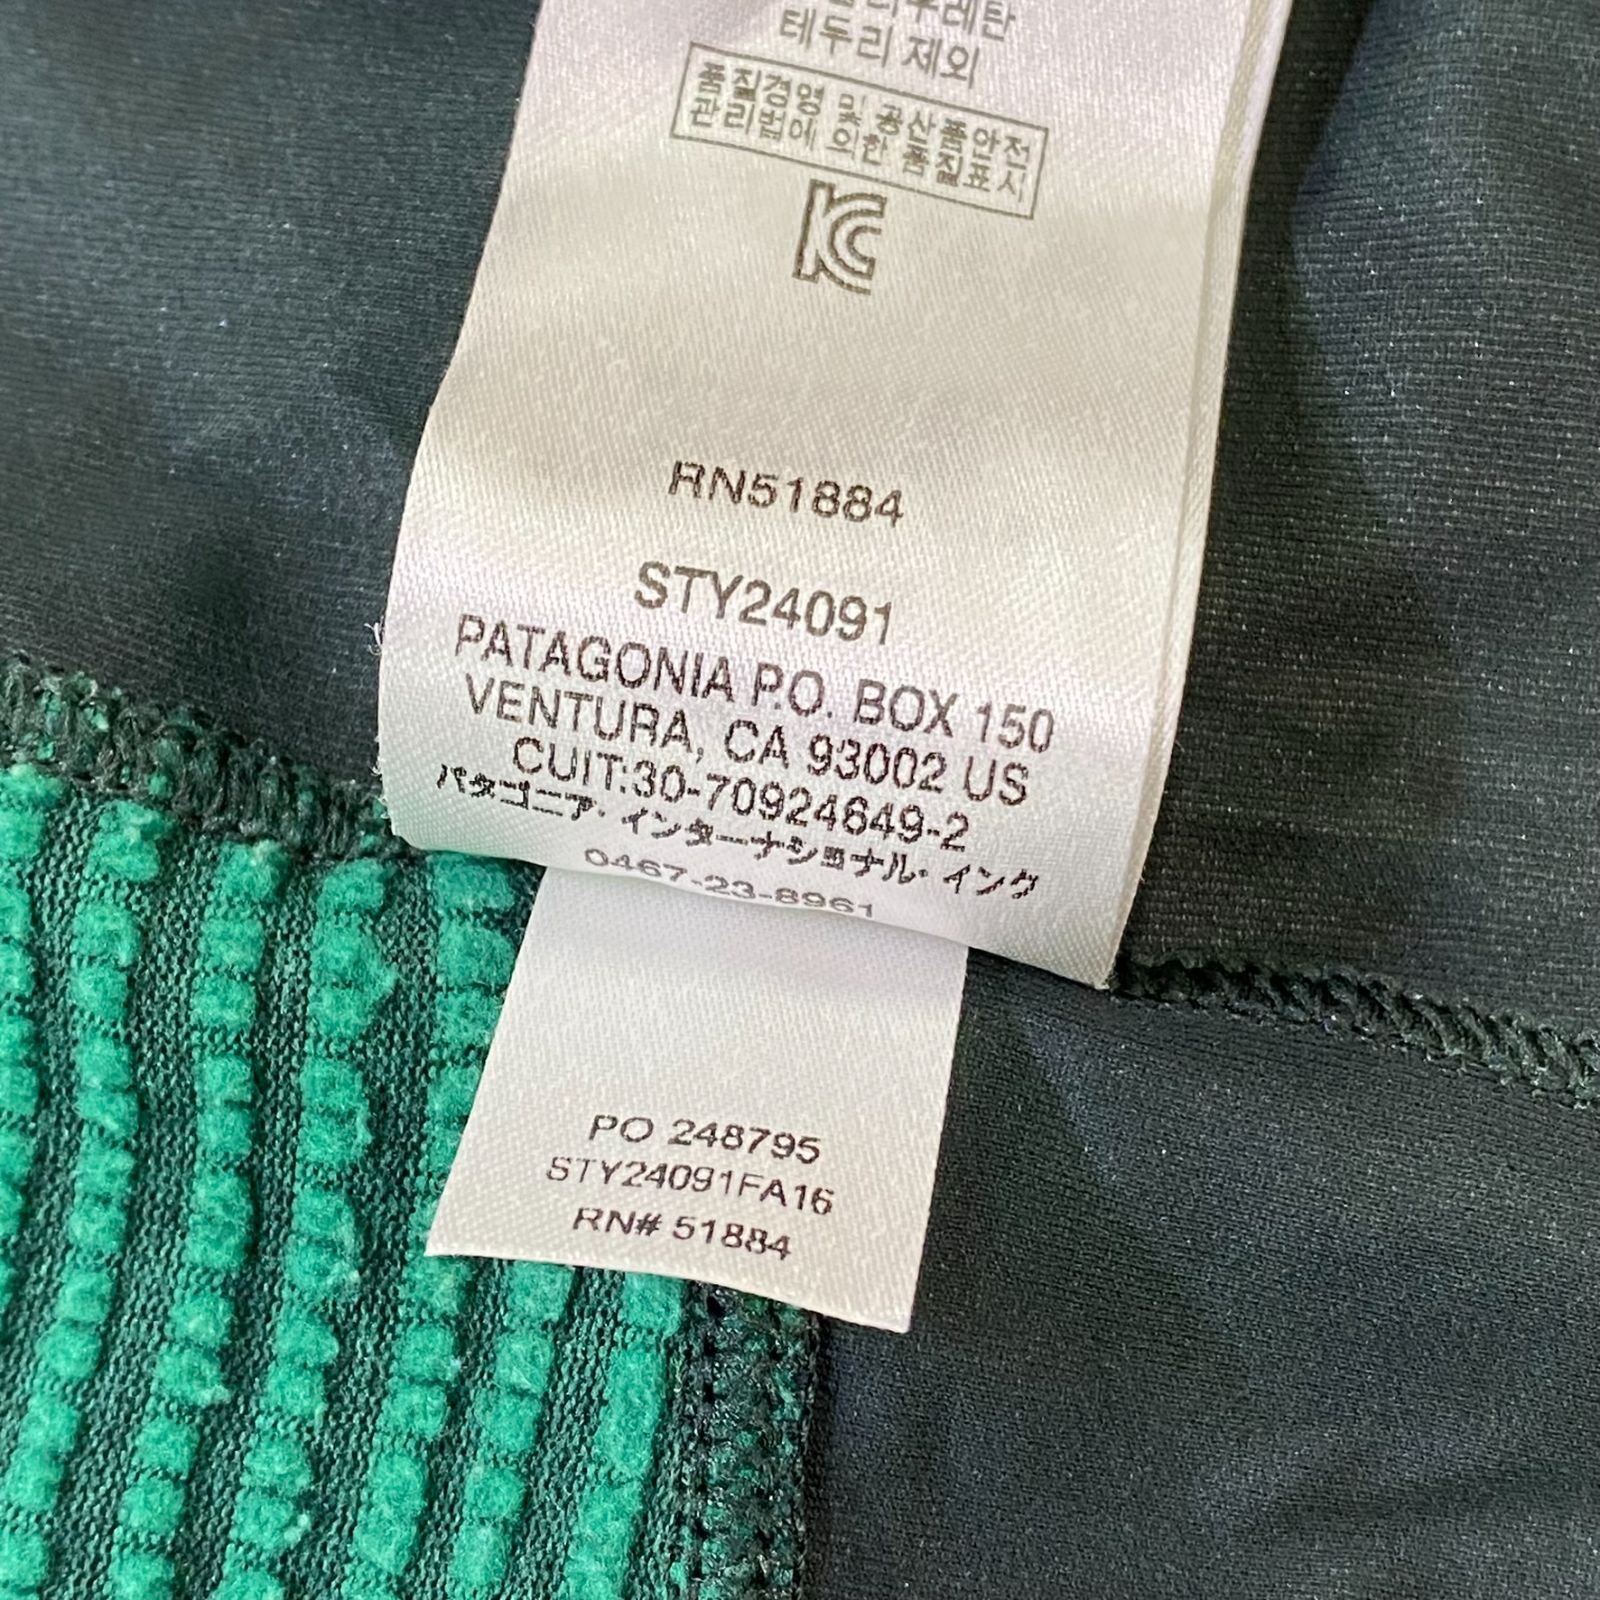 테두리 제외
품질경영 및 공산품안전
관리법에 의한 품질표시
KC
RN51884
STY24091
PATAGONIA P.O. BOX 150
VENTURA, CA 93002 US
CUIT:30-70924649-2
パタゴニア・インターナショナル・インク
0467-23-8961
PO 248795
STY24091FA16
RN# 51884